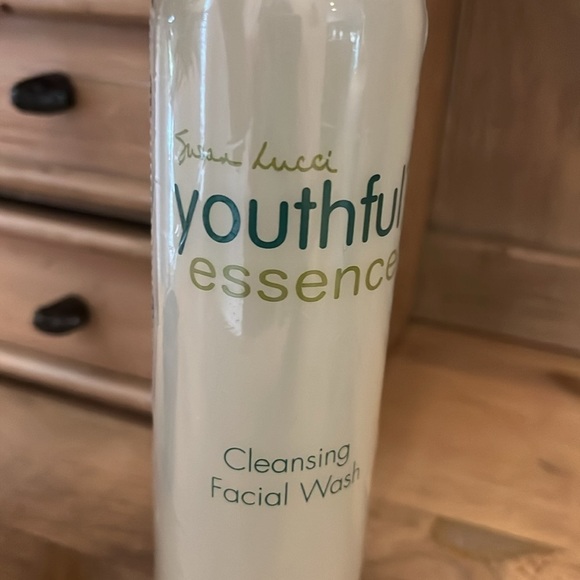 Susan Lucci
youthful
essence
Cleansing
Facial Wash